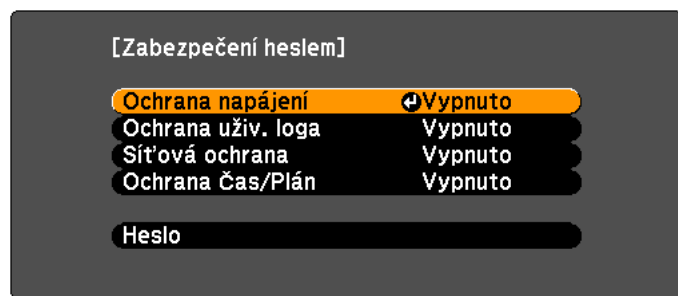 [Zabezpečení heslem]
Ochrana napájení Vypnuto
Ochrana uživ. loga Vypnuto
Síťová ochrana Vypnuto
Ochrana Čas/Plán Vypnuto
Heslo